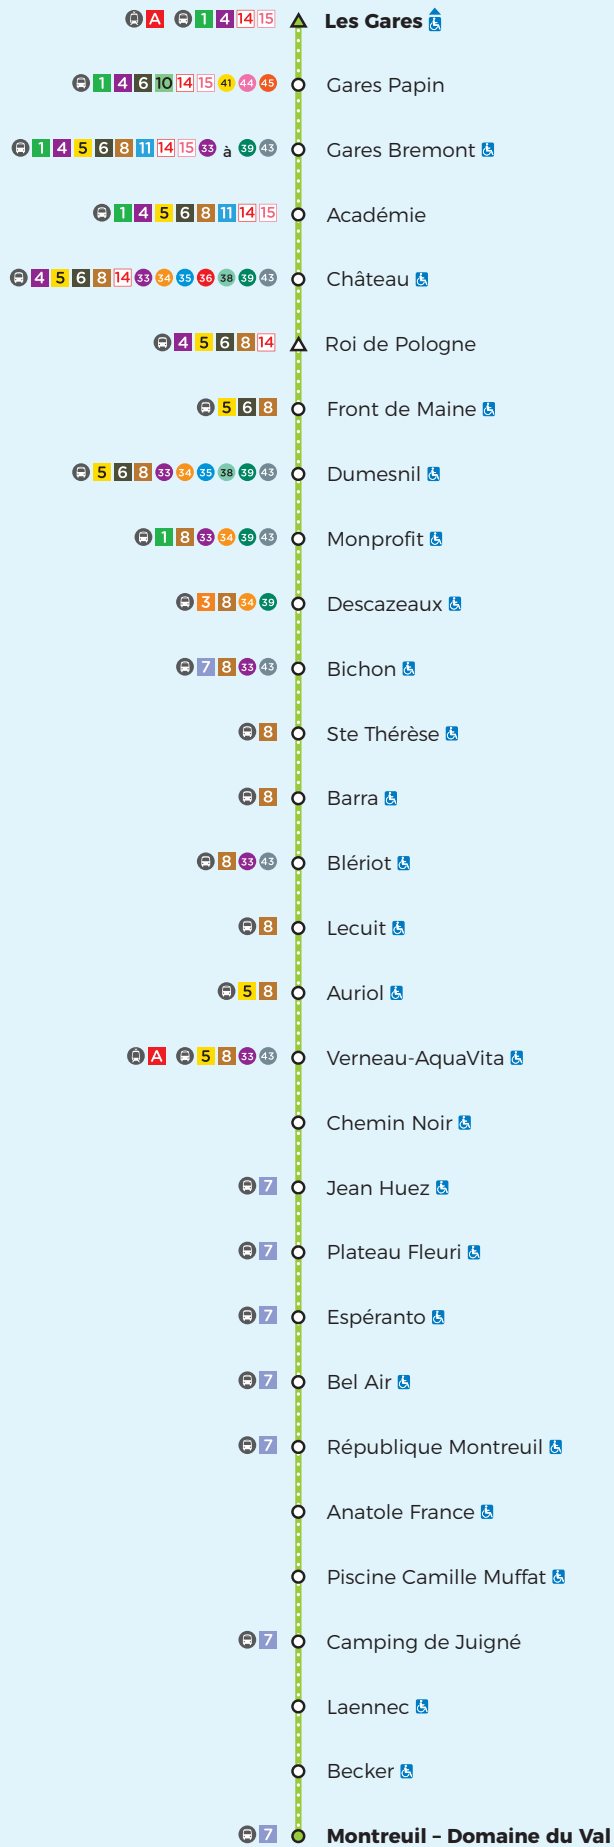 A 1 4 14 15 Les Gares
1 4 6 10 14 15 41 44 45 Gares Papin
1 4 5 6 8 11 14 15 33 à 39 43 Gares Bremont
1 4 5 6 8 11 14 15 Académie
4 5 6 8 14 33 34 35 36 38 39 43 Château
4 5 6 8 14 Roi de Pologne
5 6 8 Front de Maine
5 6 8 33 34 35 38 39 43 Dumesnil
1 8 33 34 39 43 Monprofit
3 8 34 39 Descazeaux
7 8 33 43 Bichon
8 Ste Thérèse
8 Barra
8 33 43 Blériot
8 Lecuit
5 8 Auriol
A 5 8 33 43 Verneau-AquaVita
Chemin Noir
7 Jean Huez
7 Plateau Fleuri
7 Espéranto
7 Bel Air
7 République Montreuil
Anatole France
Piscine Camille Muffat
7 Camping de Juigné
Laennec
Becker
7 Montreuil – Domaine du Val